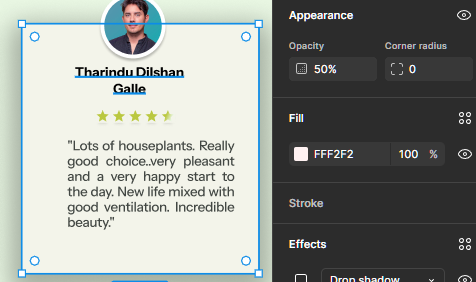 Appearance
Opacity
Corner radius
50%
0
Tharindu Dilshan
Galle
Fill
FFF2F2
100
%
"Lots of houseplants. Really
good choice..very pleasant
and a very happy start to
the day. New life mixed with
good ventilation. Incredible
beauty."
Stroke
Effects
Drop shadow